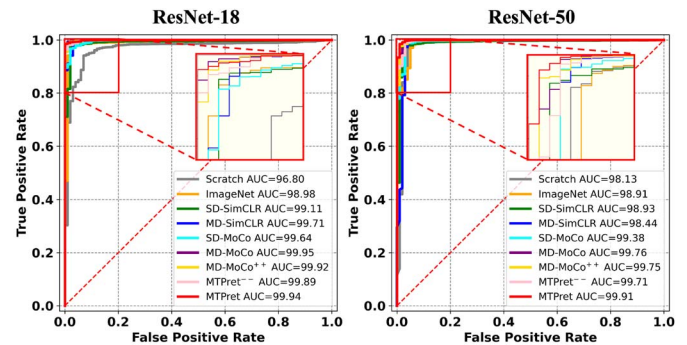 ResNet-18
True Positive Rate
1.0
0.8
0.6
0.4
0.2
0.0
Scratch AUC=96.80
ImageNet AUC=98.98
SD-SimCLR AUC=99.11
MD-SimCLR AUC=99.71
SD-MoCo AUC=99.64
MD-MoCo AUC=99.95
MD-MoCo⁺⁺ AUC=99.92
MTPret⁻⁻ AUC=99.89
MTPret AUC=99.94
0.0 0.2 0.4 0.6 0.8 1.0
False Positive Rate
ResNet-50
True Positive Rate
1.0
0.8
0.6
0.4
0.2
0.0
Scratch AUC=98.13
ImageNet AUC=98.91
SD-SimCLR AUC=98.93
MD-SimCLR AUC=98.44
SD-MoCo AUC=99.38
MD-MoCo AUC=99.76
MD-MoCo⁺⁺ AUC=99.75
MTPret⁻⁻ AUC=99.71
MTPret AUC=99.91
0.0 0.2 0.4 0.6 0.8 1.0
False Positive Rate